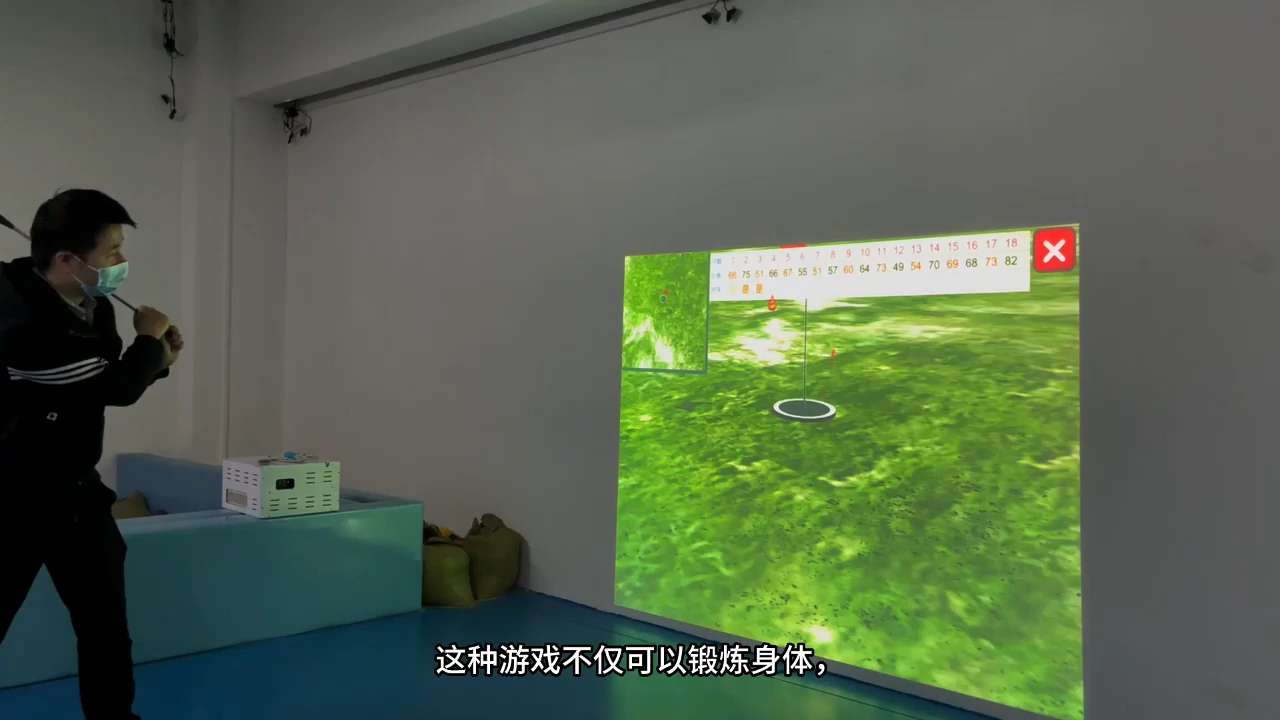 1 2 3 4 5 6 7 8 9 10 11 12 13 14 15 16 17 18
66 75 51 66 67 55 51 57 60 64 73 49 54 70 69 68 73 82
是 是
这种游戏不仅可以锻炼身体，